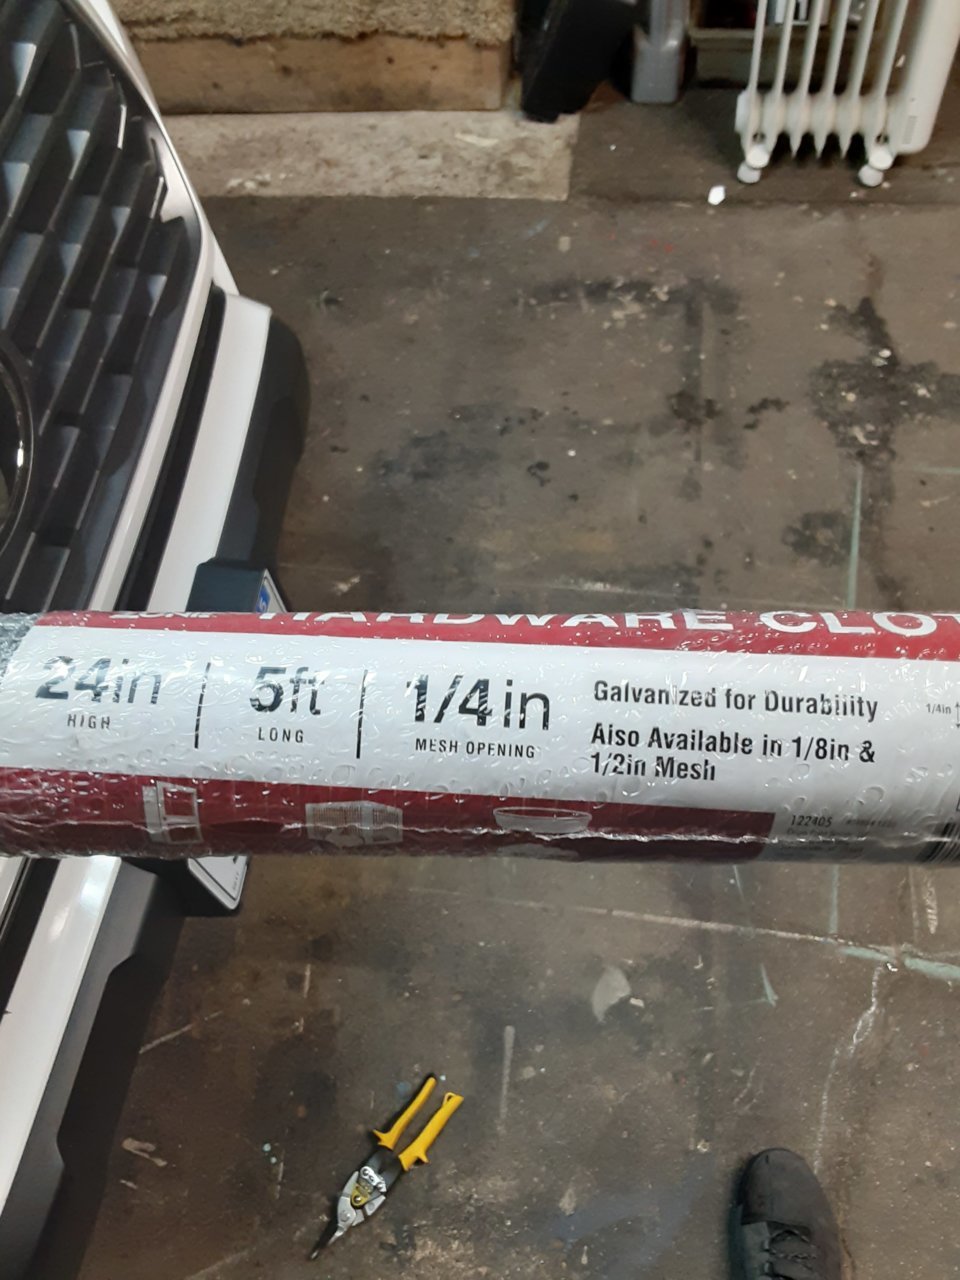 HARDWARE CLO
24in
HIGH
5ft
LONG
1/4in
MESH OPENING
Galvanized for Durability
Also Available in 1/8in &
1/2in Mesh
1/4in
122405